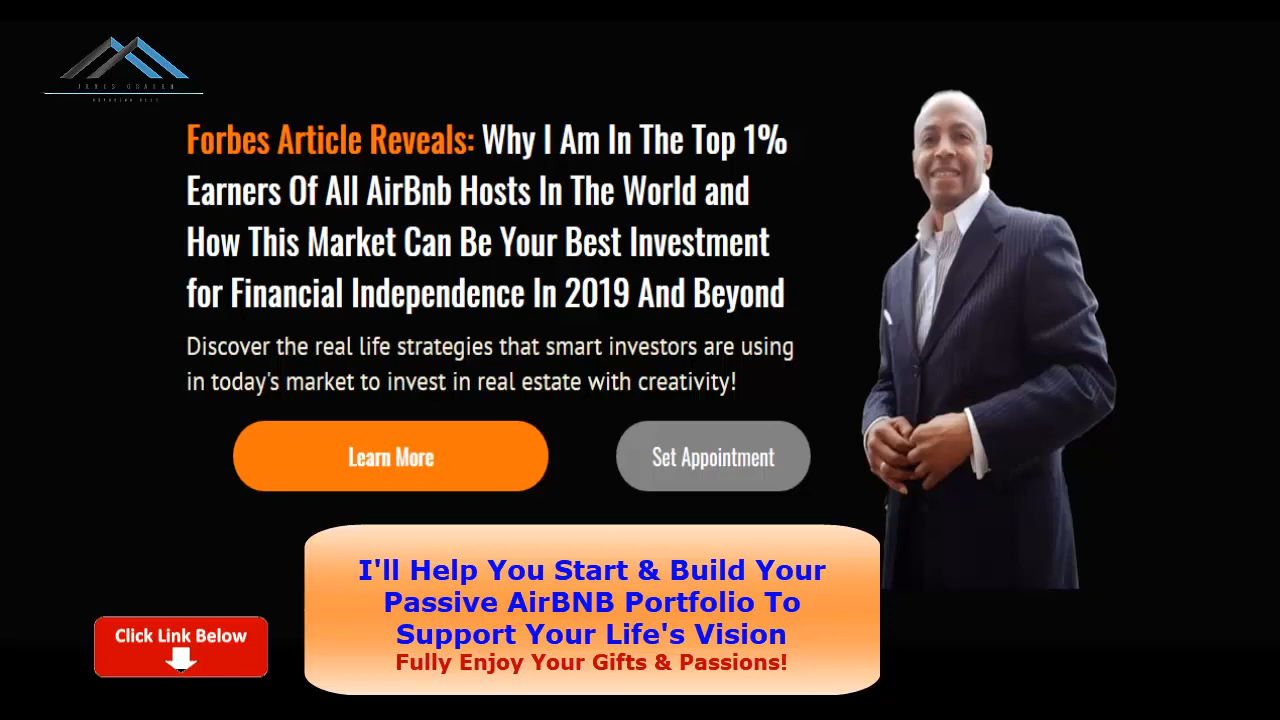 Forbes Article Reveals: Why I Am In The Top 1%
Earners Of All AirBnb Hosts In The World and
How This Market Can Be Your Best Investment
for Financial Independence In 2019 And Beyond
Discover the real life strategies that smart investors are using
in today's market to invest in real estate with creativity!
Learn More
Set Appointment
I'll Help You Start & Build Your
Passive AirBNB Portfolio To
Support Your Life's Vision
Fully Enjoy Your Gifts & Passions!
Click Link Below